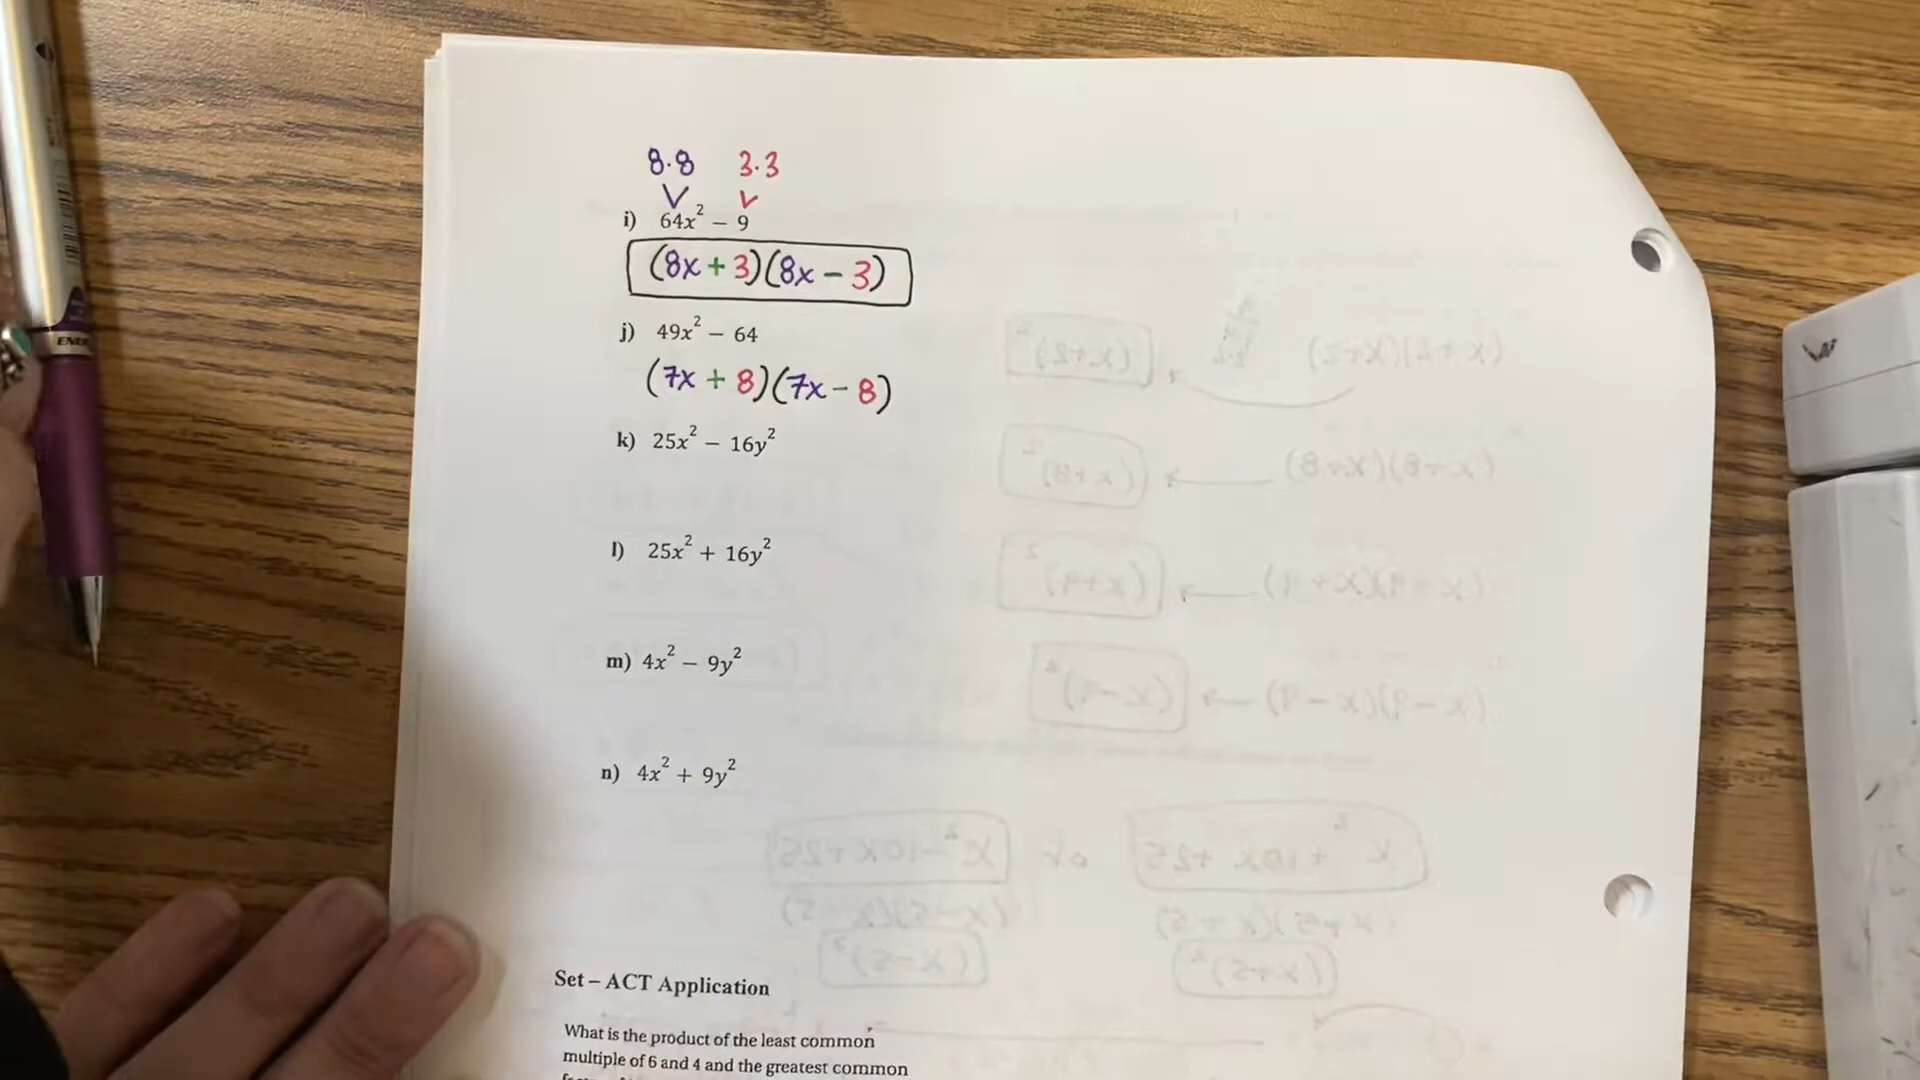 8·8 3·3
i) 64x² − 9
(8x + 3)(8x − 3)
j) 49x² − 64
(7x + 8)(7x − 8)
k) 25x² − 16y²
l) 25x² + 16y²
m) 4x² − 9y²
n) 4x² + 9y²
Set – ACT Application
What is the product of the least common
multiple of 6 and 4 and the greatest common